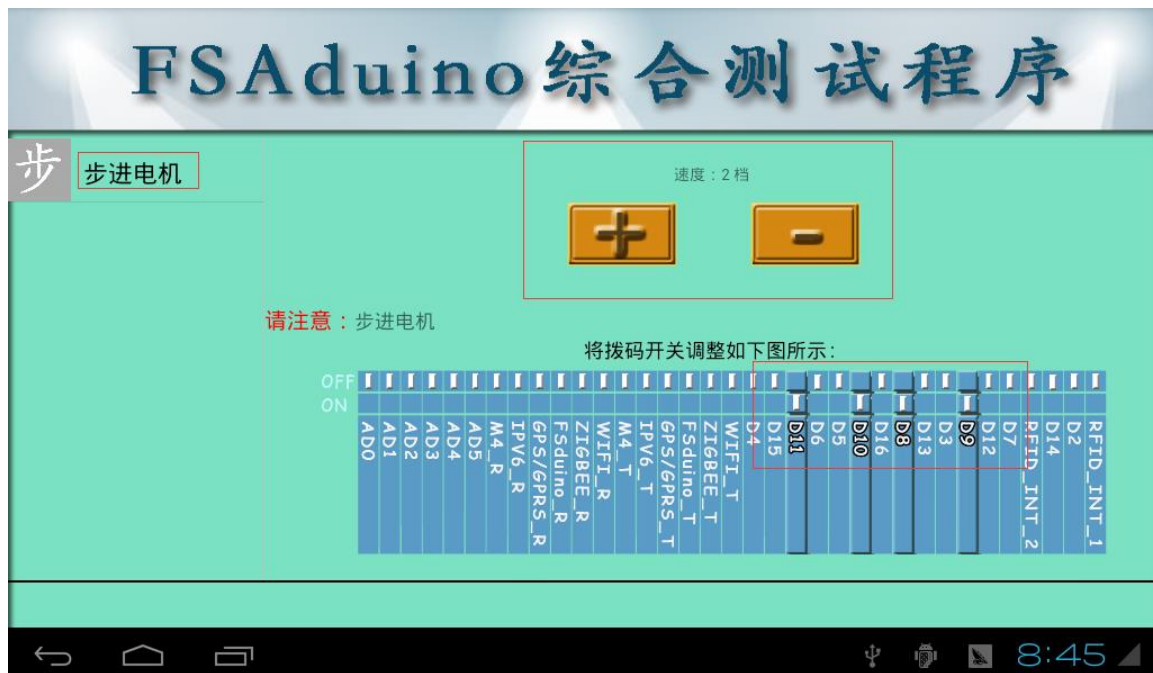 FSAduino综合测试程序
步 步进电机
速度：2档
+ -
请注意：步进电机
将拨码开关调整如下图所示：
OFF
ON
AD0
AD1
AD2
AD3
AD4
AD5
M4_R
IPV6_R
GPS/GPRS_R
FSduino_R
ZIGBEE_R
WIFI_R
M4_T
IPV6_T
GPS/GPRS_T
FSduino_T
ZIGBEE_T
WIFI_T
D4
D15
D11
D6
D5
D10
D16
D8
D13
D3
D9
D12
D7
RFID_INT_2
D14
D2
RFID_INT_1
8:45